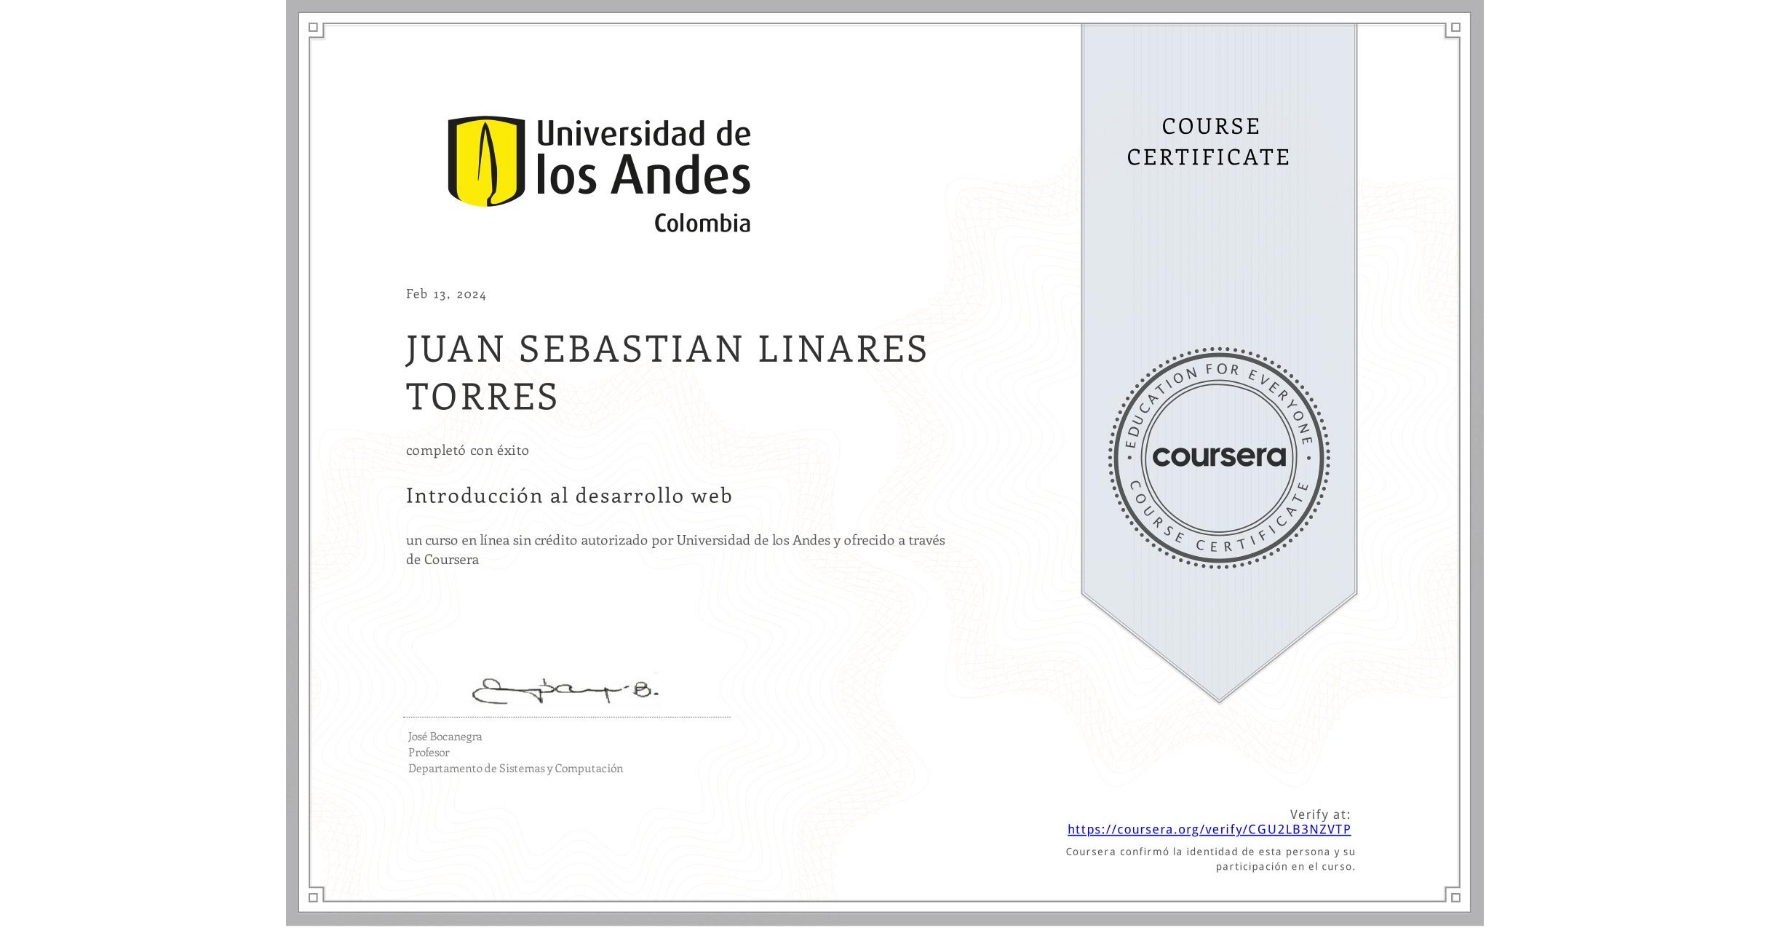 Universidad de
los Andes
Colombia
COURSE
CERTIFICATE
Feb 13, 2024
JUAN SEBASTIAN LINARES
TORRES
completó con éxito
Introducción al desarrollo web
un curso en línea sin crédito autorizado por Universidad de los Andes y ofrecido a través
de Coursera
EDUCATION FOR EVERYONE
coursera
COURSE CERTIFICATE
José Bocanegra
Profesor
Departamento de Sistemas y Computación
Verify at:
https://coursera.org/verify/CGU2LB3NZVTP
Coursera confirmó la identidad de esta persona y su
participación en el curso.